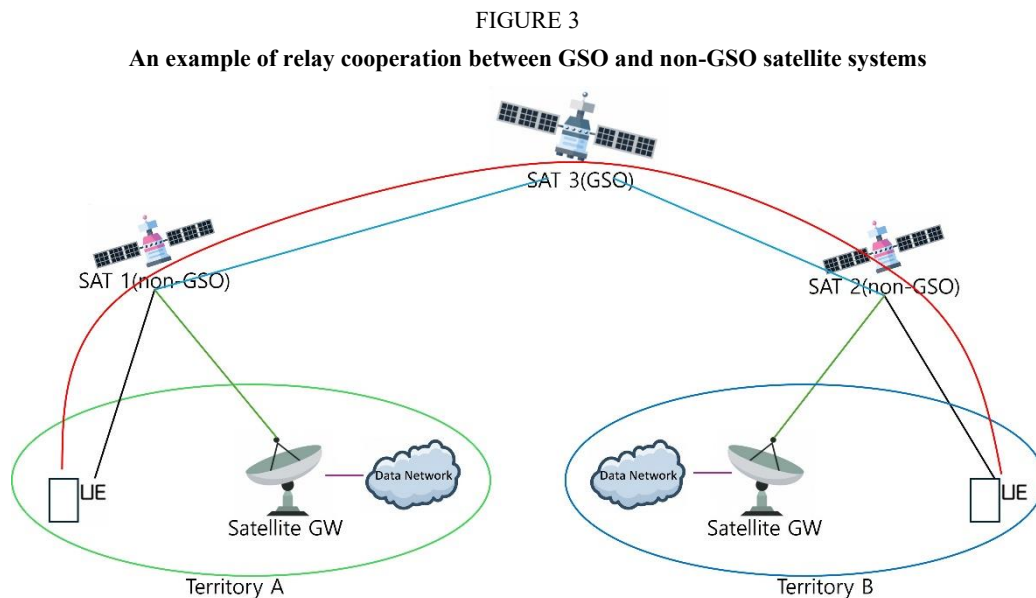 FIGURE 3
An example of relay cooperation between GSO and non-GSO satellite systems
SAT 3(GSO)
SAT 1(non-GSO)
SAT 2(non-GSO)
UE
Data Network
Satellite GW
Territory A
Data Network
Satellite GW
UE
Territory B